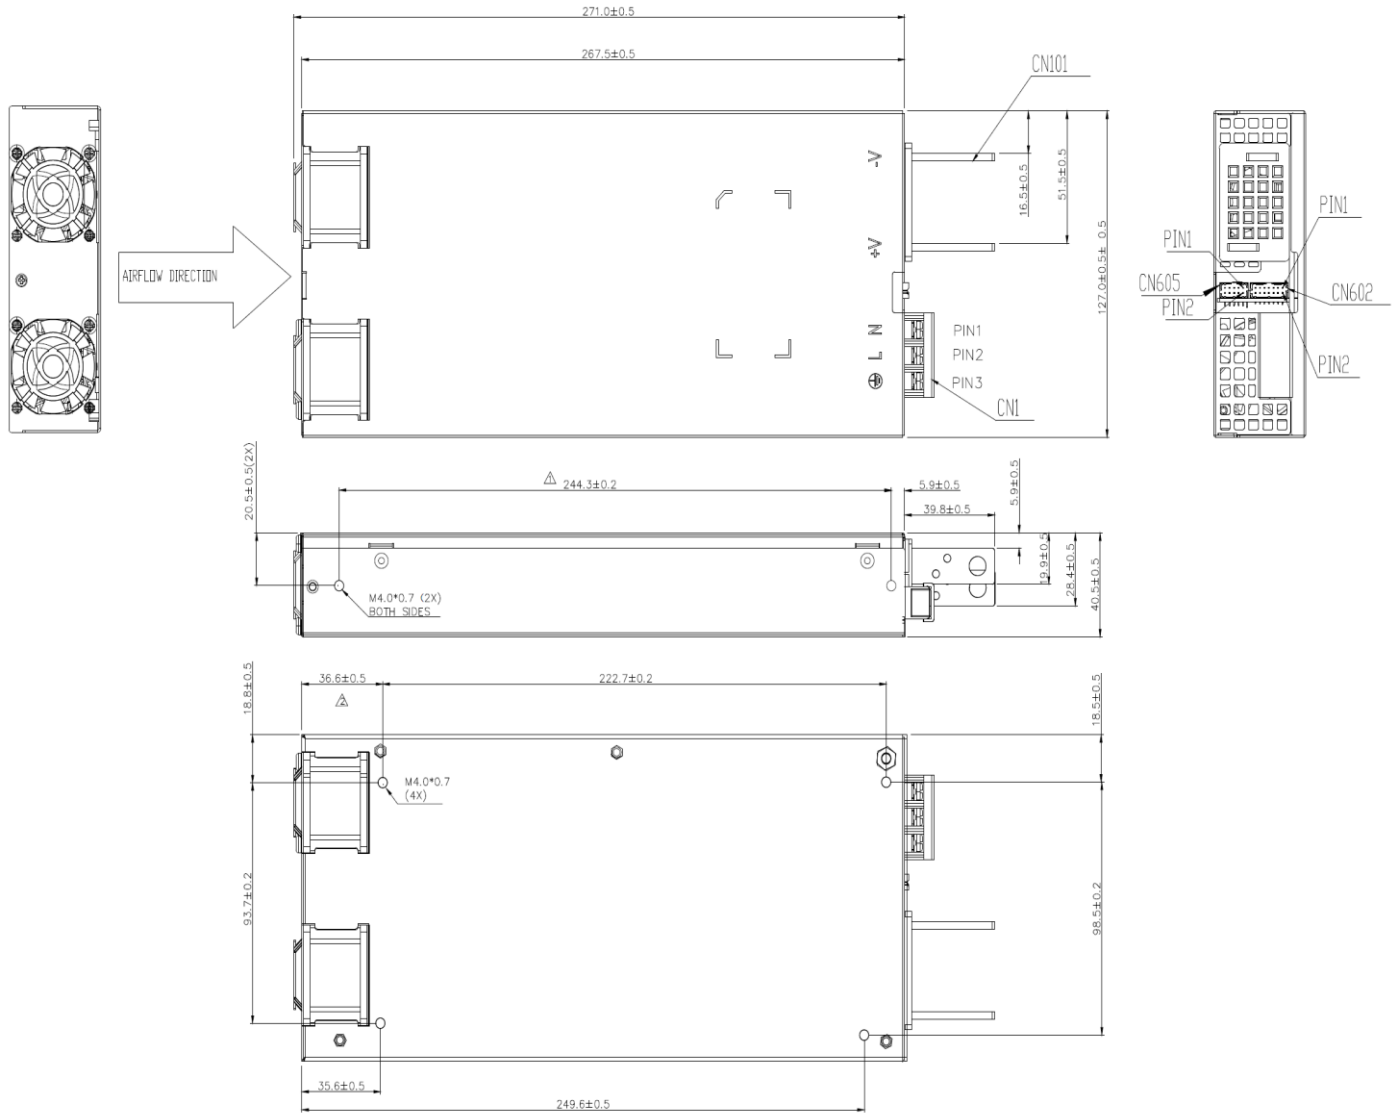 271.0±0.5
267.5±0.5
CN101
-V
+V
16.5±0.5
51.5±0.5
127.0±0.5± 0.5
AIRFLOW DIRECTION
PIN1
PIN1
CN605
PIN2
CN602
PIN2
N
L
PIN1
PIN2
PIN3
CN1
20.5±0.5(2X)
1
244.3±0.2
5.9±0.5
39.8±0.5
5.9±0.5
19.9±0.5
28.4±0.5
40.5±0.5
M4.0*0.7 (2X)
BOTH SIDES
18.8±0.5
36.6±0.5
2
222.7±0.2
18.5±0.5
M4.0*0.7
(4X)
93.7±0.2
98.5±0.2
35.6±0.5
249.6±0.5